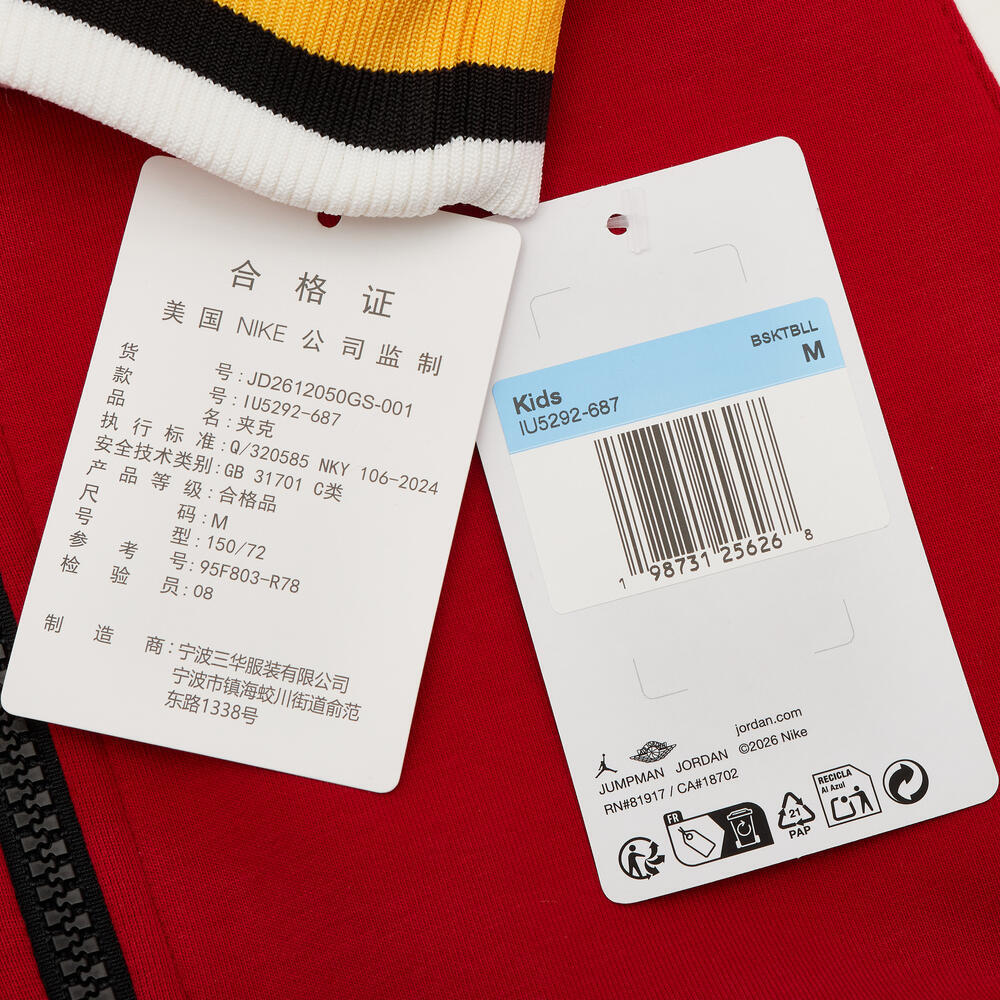 合格证
美国 NIKE 公司监制
货号:JD2612050GS-001
款号:IU5292-687
品名:夹克
执行标准:Q/320585 NKY 106-2024
安全技术类别:GB 31701 C类
产品等级:合格品
尺码:M
号型:150/72
参考号:95F803-R78
检验员:08
制造商:宁波三华服装有限公司
宁波市镇海蛟川街道俞范
东路1338号
BSKTBLL
M
Kids
IU5292-687
1 98731 25626 8
jordan.com
©2026 Nike
JUMPMAN JORDAN
RN#81917 / CA#18702
FR
21
PAP
RECICLA
Al Azul